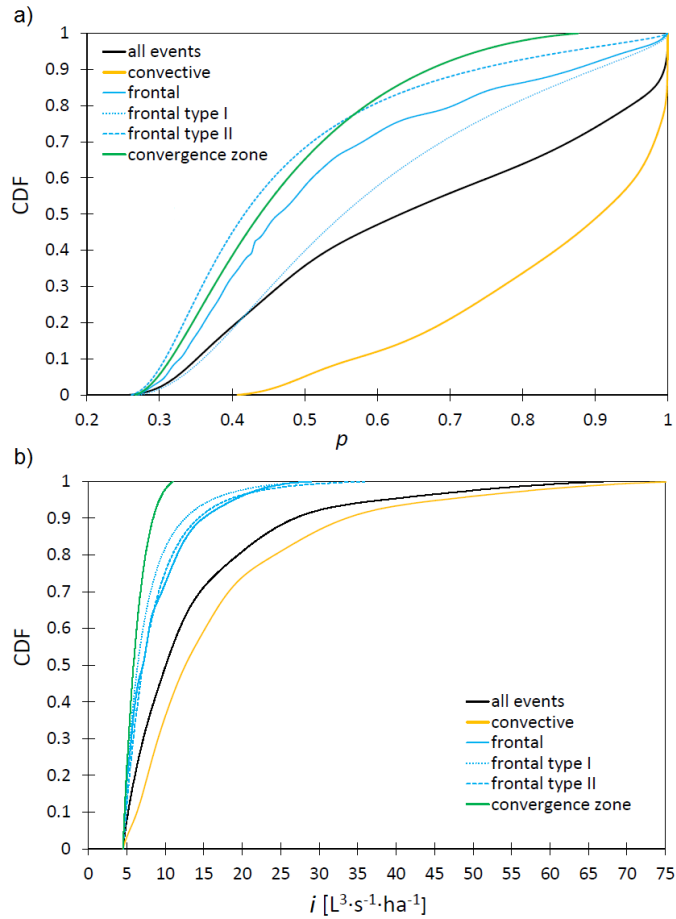 a)
1
0.9
0.8
0.7
0.6
0.5
0.4
0.3
0.2
0.1
0
CDF
all events
convective
frontal
frontal type I
frontal type II
convergence zone
0.2 0.3 0.4 0.5 0.6 0.7 0.8 0.9 1
p
b)
1
0.9
0.8
0.7
0.6
0.5
0.4
0.3
0.2
0.1
0
CDF
all events
convective
frontal
frontal type I
frontal type II
convergence zone
0 5 10 15 20 25 30 35 40 45 50 55 60 65 70 75
i [L³·s⁻¹·ha⁻¹]